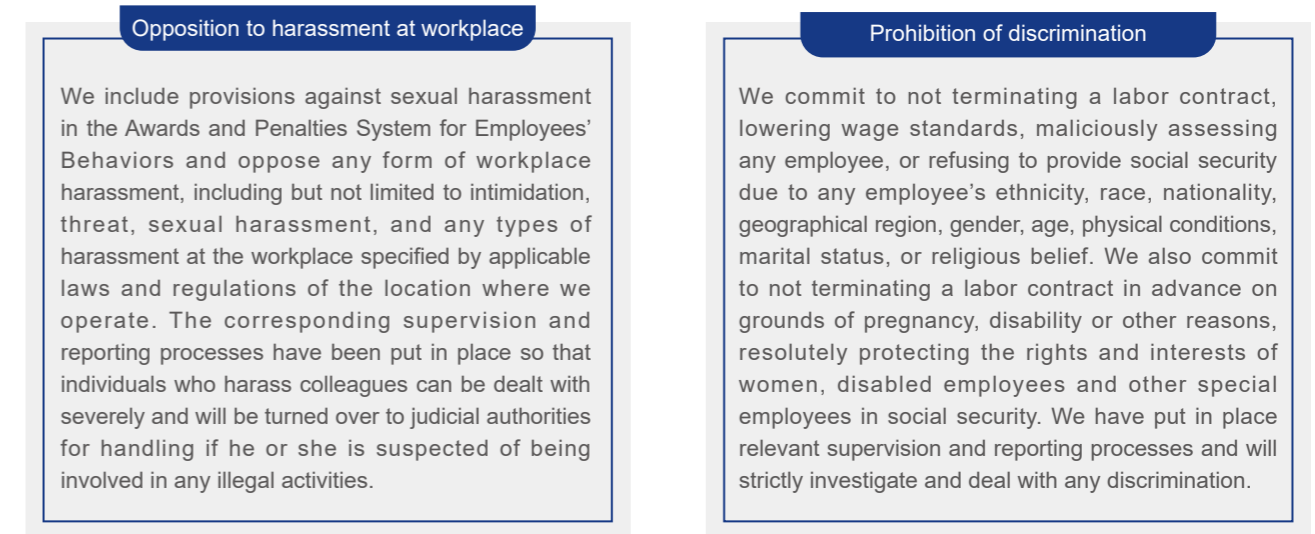 Opposition to harassment at workplace
We include provisions against sexual harassment
in the Awards and Penalties System for Employees’
Behaviors and oppose any form of workplace
harassment, including but not limited to intimidation,
threat, sexual harassment, and any types of
harassment at the workplace specified by applicable
laws and regulations of the location where we
operate. The corresponding supervision and
reporting processes have been put in place so that
individuals who harass colleagues can be dealt with
severely and will be turned over to judicial authorities
for handling if he or she is suspected of being
involved in any illegal activities.
Prohibition of discrimination
We commit to not terminating a labor contract,
lowering wage standards, maliciously assessing
any employee, or refusing to provide social security
due to any employee’s ethnicity, race, nationality,
geographical region, gender, age, physical conditions,
marital status, or religious belief. We also commit
to not terminating a labor contract in advance on
grounds of pregnancy, disability or other reasons,
resolutely protecting the rights and interests of
women, disabled employees and other special
employees in social security. We have put in place
relevant supervision and reporting processes and will
strictly investigate and deal with any discrimination.